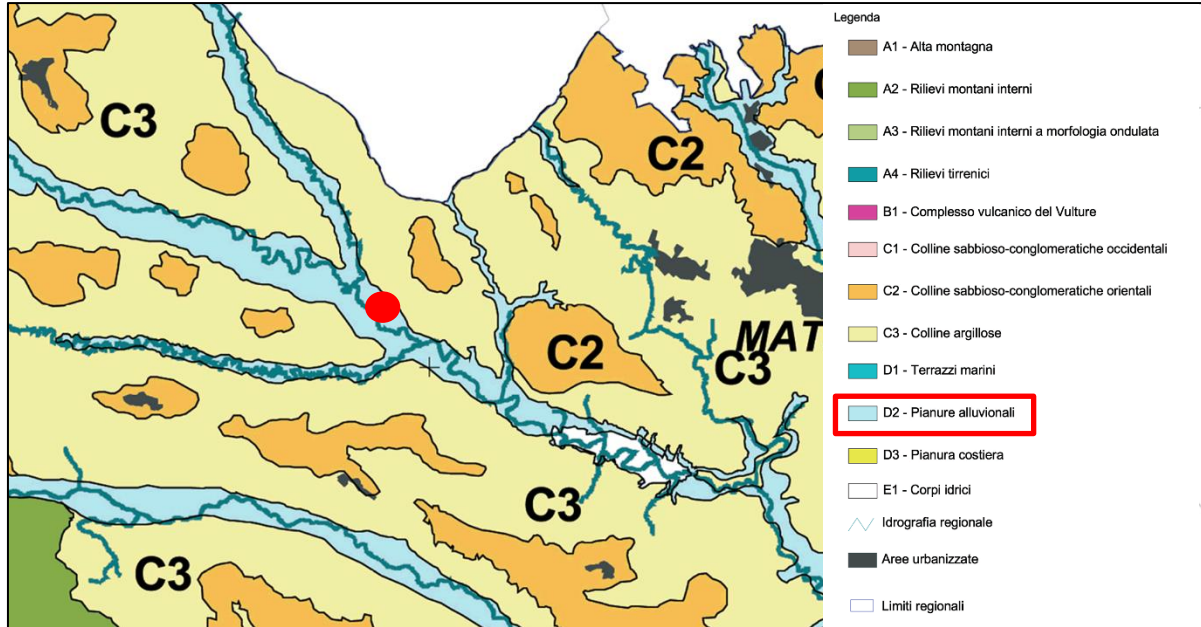 C3
C2
C2
MAT
C3
C3
C3
Legenda
A1 - Alta montagna
A2 - Rilievi montani interni
A3 - Rilievi montani interni a morfologia ondulata
A4 - Rilievi tirrenici
B1 - Complesso vulcanico del Vulture
C1 - Colline sabbioso-conglomeratiche occidentali
C2 - Colline sabbioso-conglomeratiche orientali
C3 - Colline argillose
D1 - Terrazzi marini
D2 - Pianure alluvionali
D3 - Pianura costiera
E1 - Corpi idrici
Idrografia regionale
Aree urbanizzate
Limiti regionali